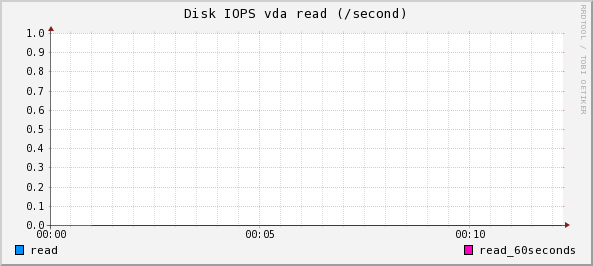 Disk IOPS vda read (/second)
RRDTOOL / TOBI OETIKER
1.0
0.9
0.8
0.7
0.6
0.5
0.4
0.3
0.2
0.1
0.0
00:00 00:05 00:10
read read_60seconds